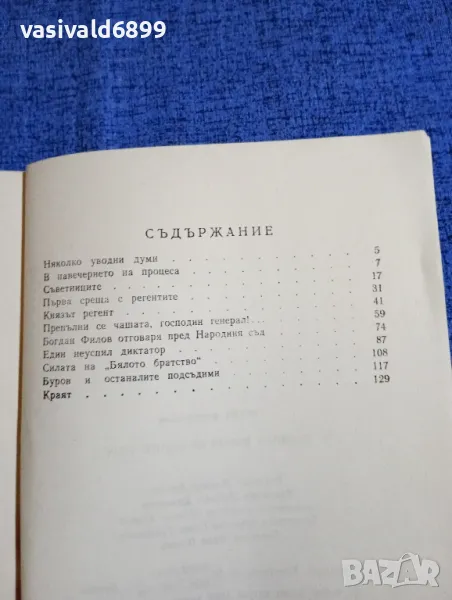 vasivald6899
СЪДЪРЖАНИЕ
Няколко уводни думи . . . . . . . . 5
В навечерието на процеса . . . . . . . 7
Съветниците . . . . . . . . . . 17
Първа среща с регентите . . . . . . . 31
Князът регент . . . . . . . . . 41
Препълни се чашата, господин генерал!... . . . 59
Богдан Филов отговаря пред Народния съд . . . 74
Един неуспял диктатор . . . . . . . 87
Силата на „Бялото братство“ . . . . . . 108
Буров и останалите подсъдими . . . . . . 117
Краят . . . . . . . . . . . 129
BAZAR